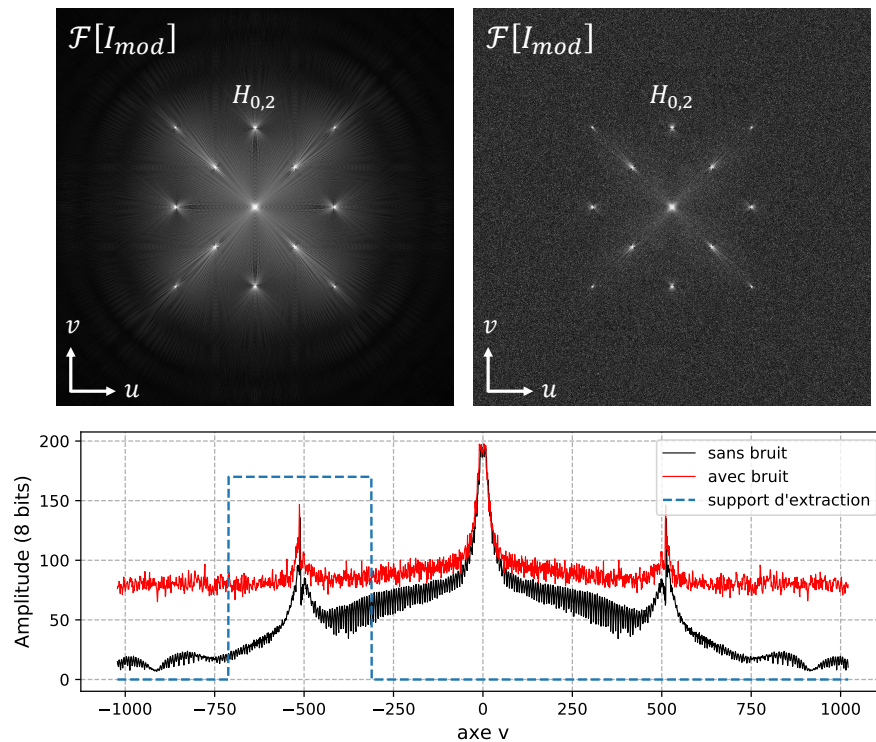 ℱ[I_mod]
H_0,2
v
u
ℱ[I_mod]
H_0,2
v
u
Amplitude (8 bits)
200
150
100
50
0
sans bruit
avec bruit
support d'extraction
−1000 −750 −500 −250 0 250 500 750 1000
axe v